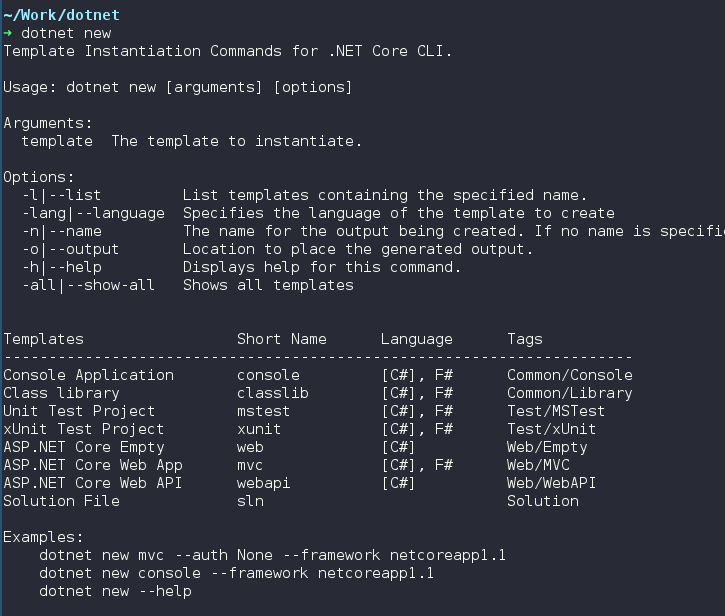 ~/Work/dotnet
➜ dotnet new
Template Instantiation Commands for .NET Core CLI.
Usage: dotnet new [arguments] [options]
Arguments:
  template  The template to instantiate.
Options:
  -l|--list         List templates containing the specified name.
  -lang|--language  Specifies the language of the template to create
  -n|--name         The name for the output being created. If no name is specifi
  -o|--output       Location to place the generated output.
  -h|--help         Displays help for this command.
  -all|--show-all   Shows all templates
Templates                 Short Name      Language      Tags
----------------------------------------------------------------------
Console Application       console         [C#], F#      Common/Console
Class library             classlib        [C#], F#      Common/Library
Unit Test Project         mstest          [C#], F#      Test/MSTest
xUnit Test Project        xunit           [C#], F#      Test/xUnit
ASP.NET Core Empty        web             [C#]          Web/Empty
ASP.NET Core Web App      mvc             [C#], F#      Web/MVC
ASP.NET Core Web API      webapi          [C#]          Web/WebAPI
Solution File             sln                           Solution
Examples:
    dotnet new mvc --auth None --framework netcoreapp1.1
    dotnet new console --framework netcoreapp1.1
    dotnet new --help